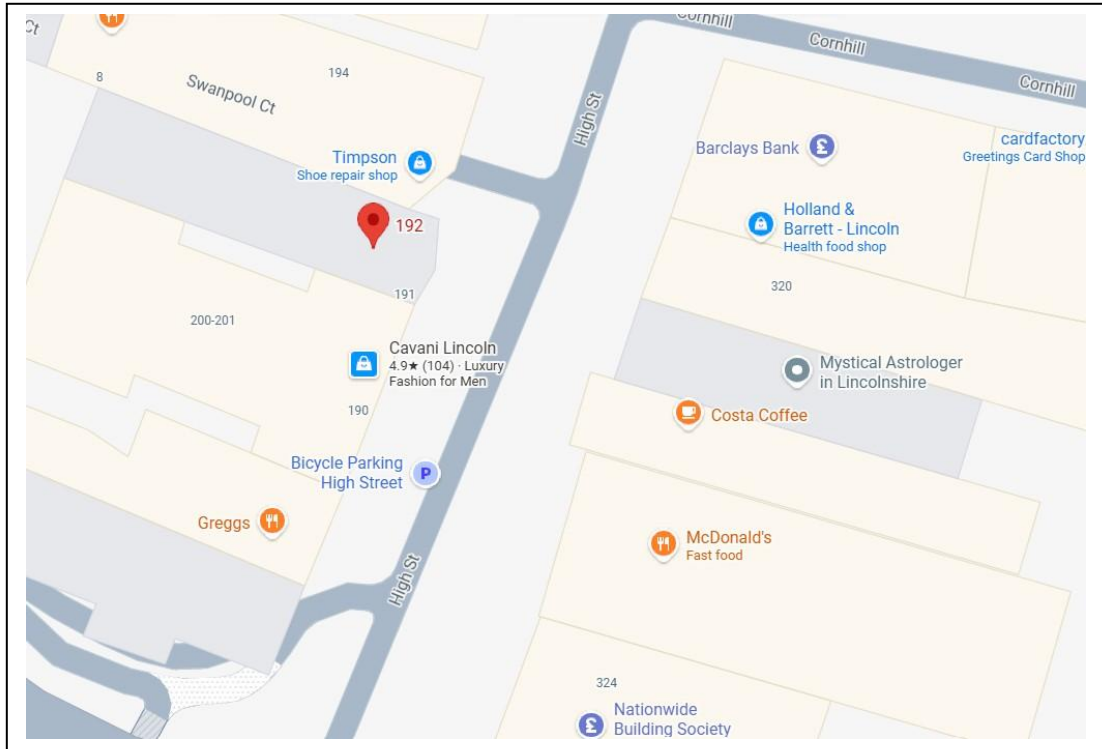 Cornhill
Cornhill
Cornhill
Ct
194
8
Swanpool Ct
High St
Timpson
Shoe repair shop
Barclays Bank
£
cardfactory
Greetings Card Shop
192
Holland &
Barrett - Lincoln
Health food shop
191
320
200-201
Cavani Lincoln
4.9★ (104) · Luxury
Fashion for Men
Mystical Astrologer
in Lincolnshire
190
Costa Coffee
Bicycle Parking
High Street
P
Greggs
McDonald's
Fast food
High St
324
Nationwide
Building Society
£